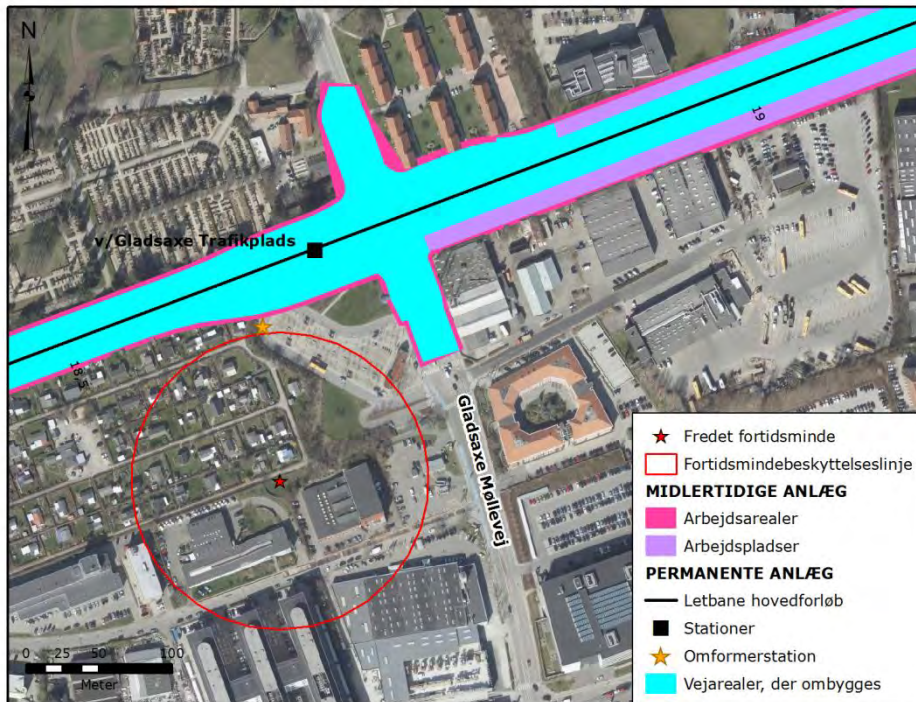 N
19
v/Gladsaxe Trafikplads
18.5
Gladsaxe Møllevej
0 25 50 100
Meter
Fredet fortidsminde
Fortidsmindebeskyttelseslinje
MIDLERTIDIGE ANLÆG
Arbejdsarealer
Arbejdspladser
PERMANENTE ANLÆG
Letbane hovedforløb
Stationer
Omformerstation
Vejarealer, der ombygges